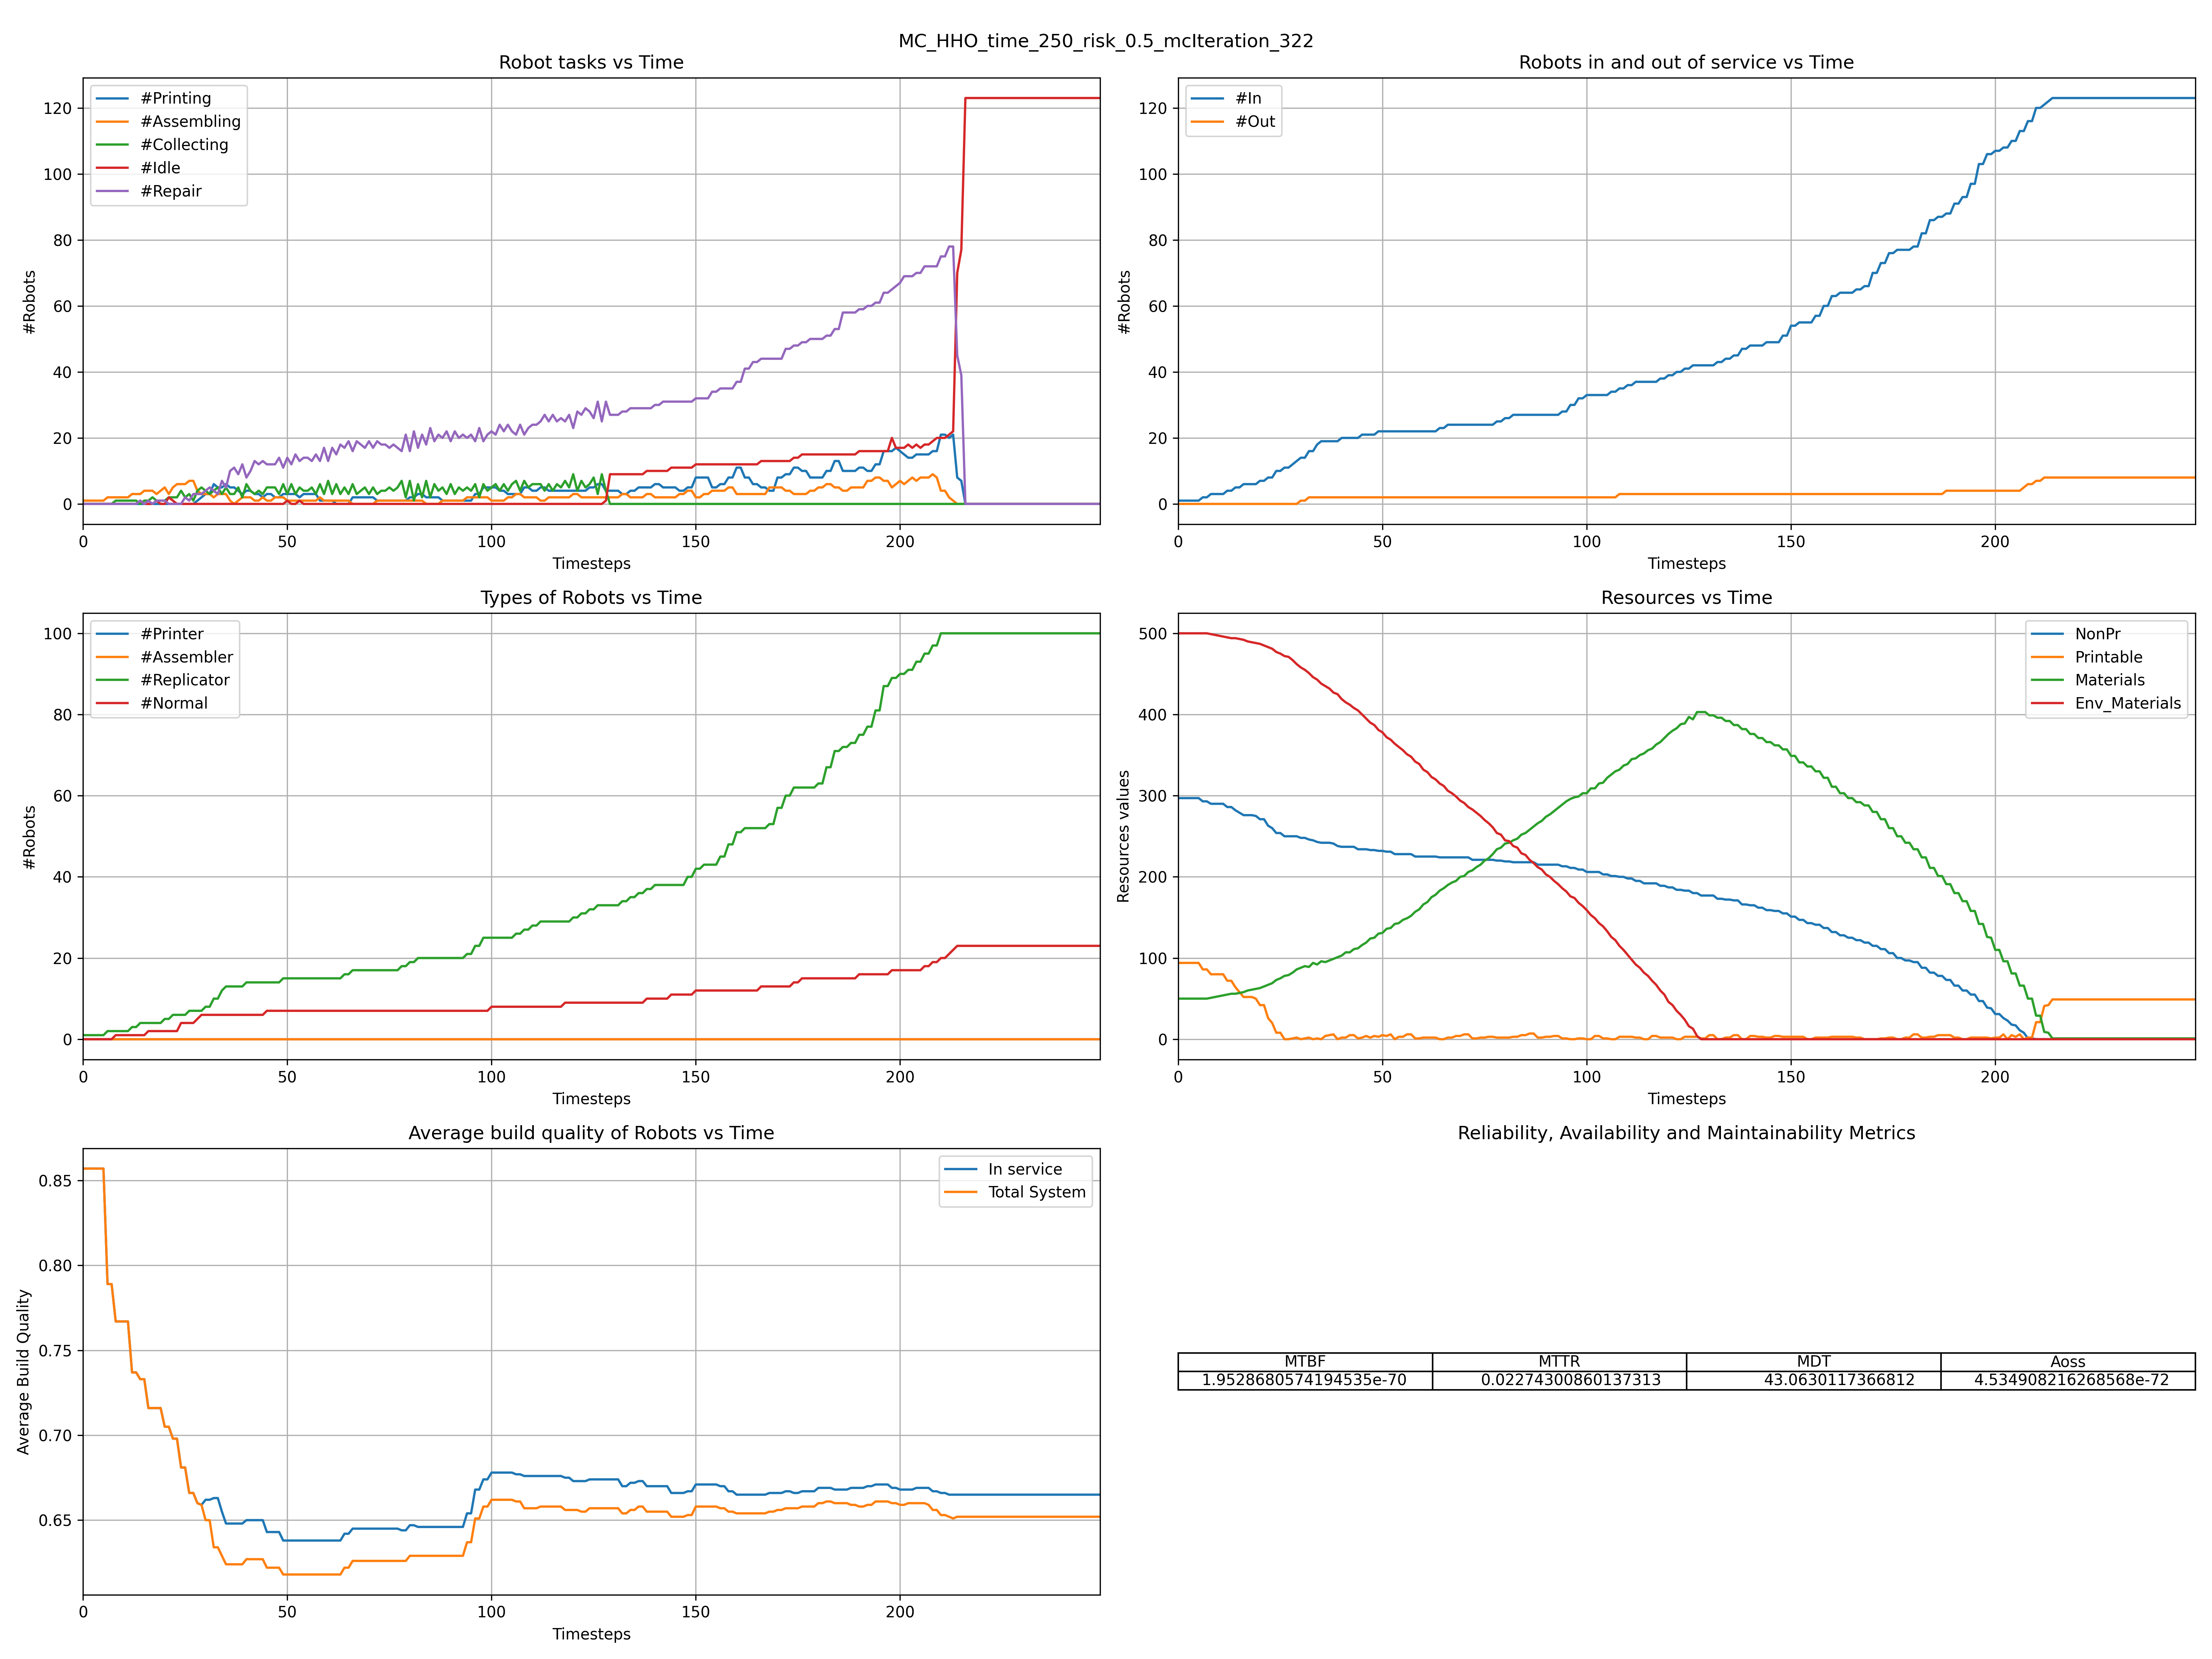 MC_HHO_time_250_risk_0.5_mcIteration_322
Robot tasks vs Time
#Printing
#Assembling
#Collecting
#Idle
#Repair
#Robots
120
100
80
60
40
20
0
0 50 100 150 200
Timesteps
Robots in and out of service vs Time
#In
#Out
#Robots
120
100
80
60
40
20
0
0 50 100 150 200
Timesteps
Types of Robots vs Time
#Printer
#Assembler
#Replicator
#Normal
#Robots
100
80
60
40
20
0
0 50 100 150 200
Timesteps
Resources vs Time
NonPr
Printable
Materials
Env_Materials
Resources values
500
400
300
200
100
0
0 50 100 150 200
Timesteps
Average build quality of Robots vs Time
In service
Total System
Average Build Quality
0.85
0.80
0.75
0.70
0.65
0 50 100 150 200
Timesteps
Reliability, Availability and Maintainability Metrics
MTBF MTTR MDT Aoss
1.9528680574194535e-70 0.02274300860137313 43.0630117366812 4.534908216268568e-72